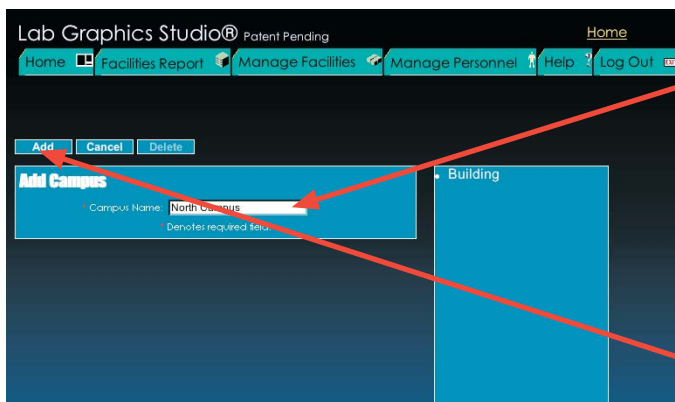 Lab Graphics Studio® Patent Pending
Home
Home Facilities Report Manage Facilities Manage Personnel Help Log Out EXIT
Add Cancel Delete
Add Campus
* Campus Name: North Campus
* Denotes required field.
• Building